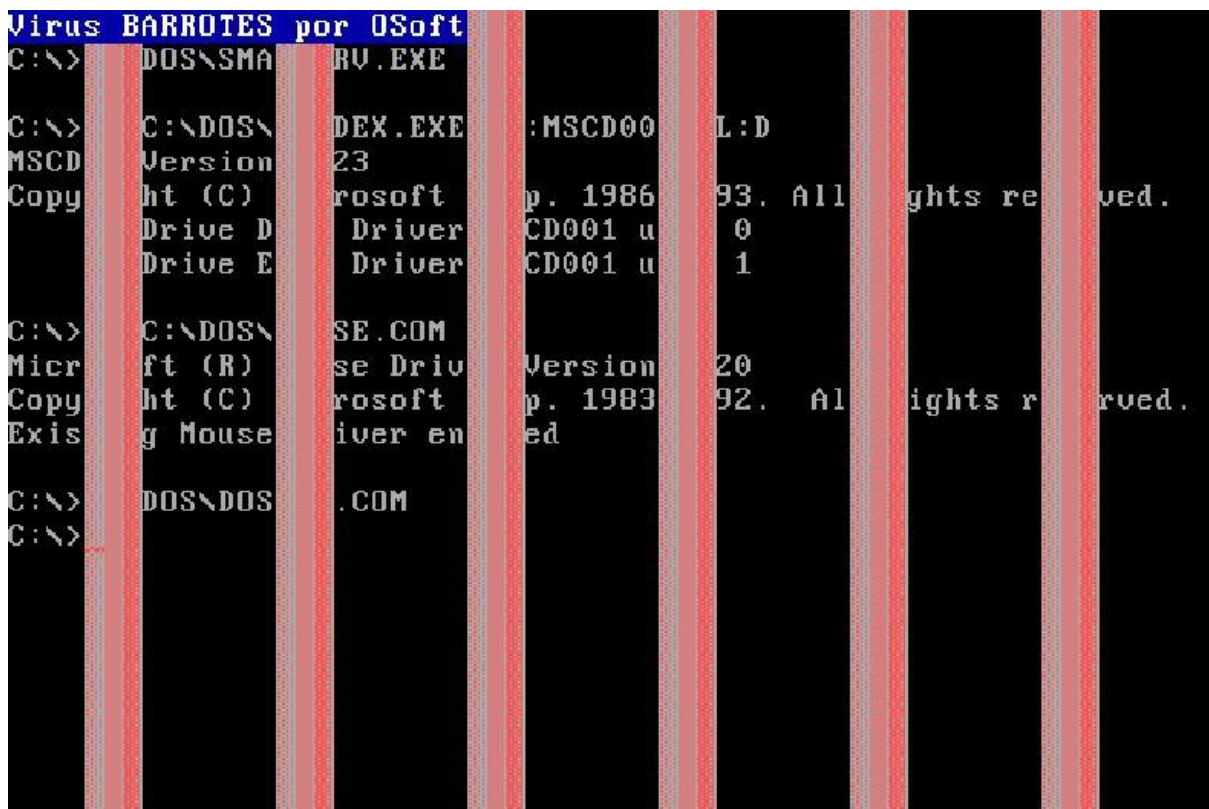 Virus BARROTES por OSoft
C:\> DOS\SMA RV.EXE
C:\> C:\DOS\ DEX.EXE :MSCD00 L:D
MSCD Version 23
Copy ht (C) rosoft p. 1986 93. All ghts re ved.
Drive D Driver CD001 u 0
Drive E Driver CD001 u 1
C:\> C:\DOS\ SE.COM
Micr ft (R) se Driv Version 20
Copy ht (C) rosoft p. 1983 92. Al ights r rved.
Exis g Mouse iver en ed
C:\> DOS\DOS .COM
C:\>